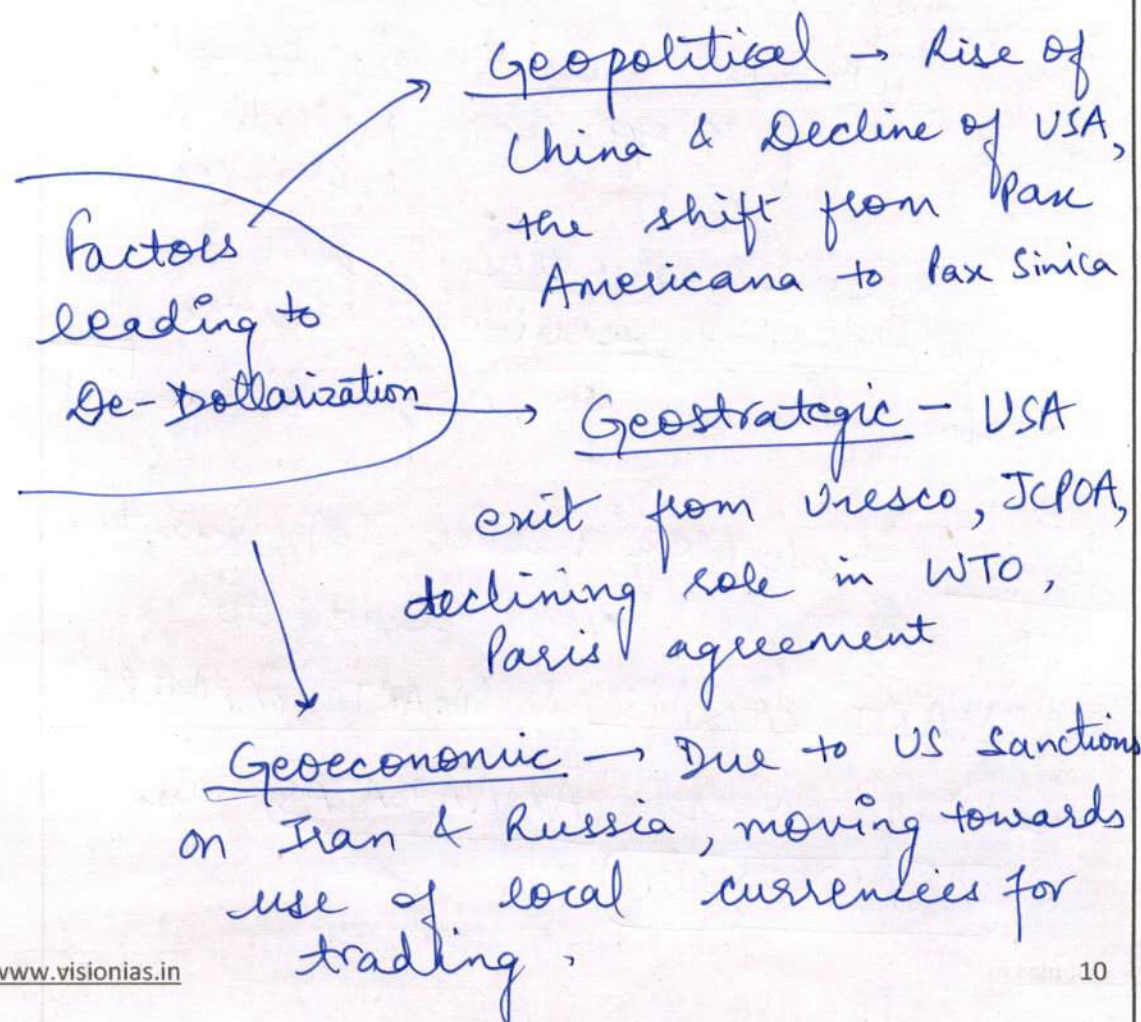 Geopolitical → Rise of
China & Decline of USA,
the shift from Pax
Americana to Pax Sinica
Factors
leading to
De-Dollarization
Geostrategic - USA
exit from Unesco, JCPOA,
declining role in WTO,
Paris agreement
Geoeconomic → Due to US Sanctions
on Iran & Russia, moving towards
use of local currencies for
trading.
www.visionias.in
10